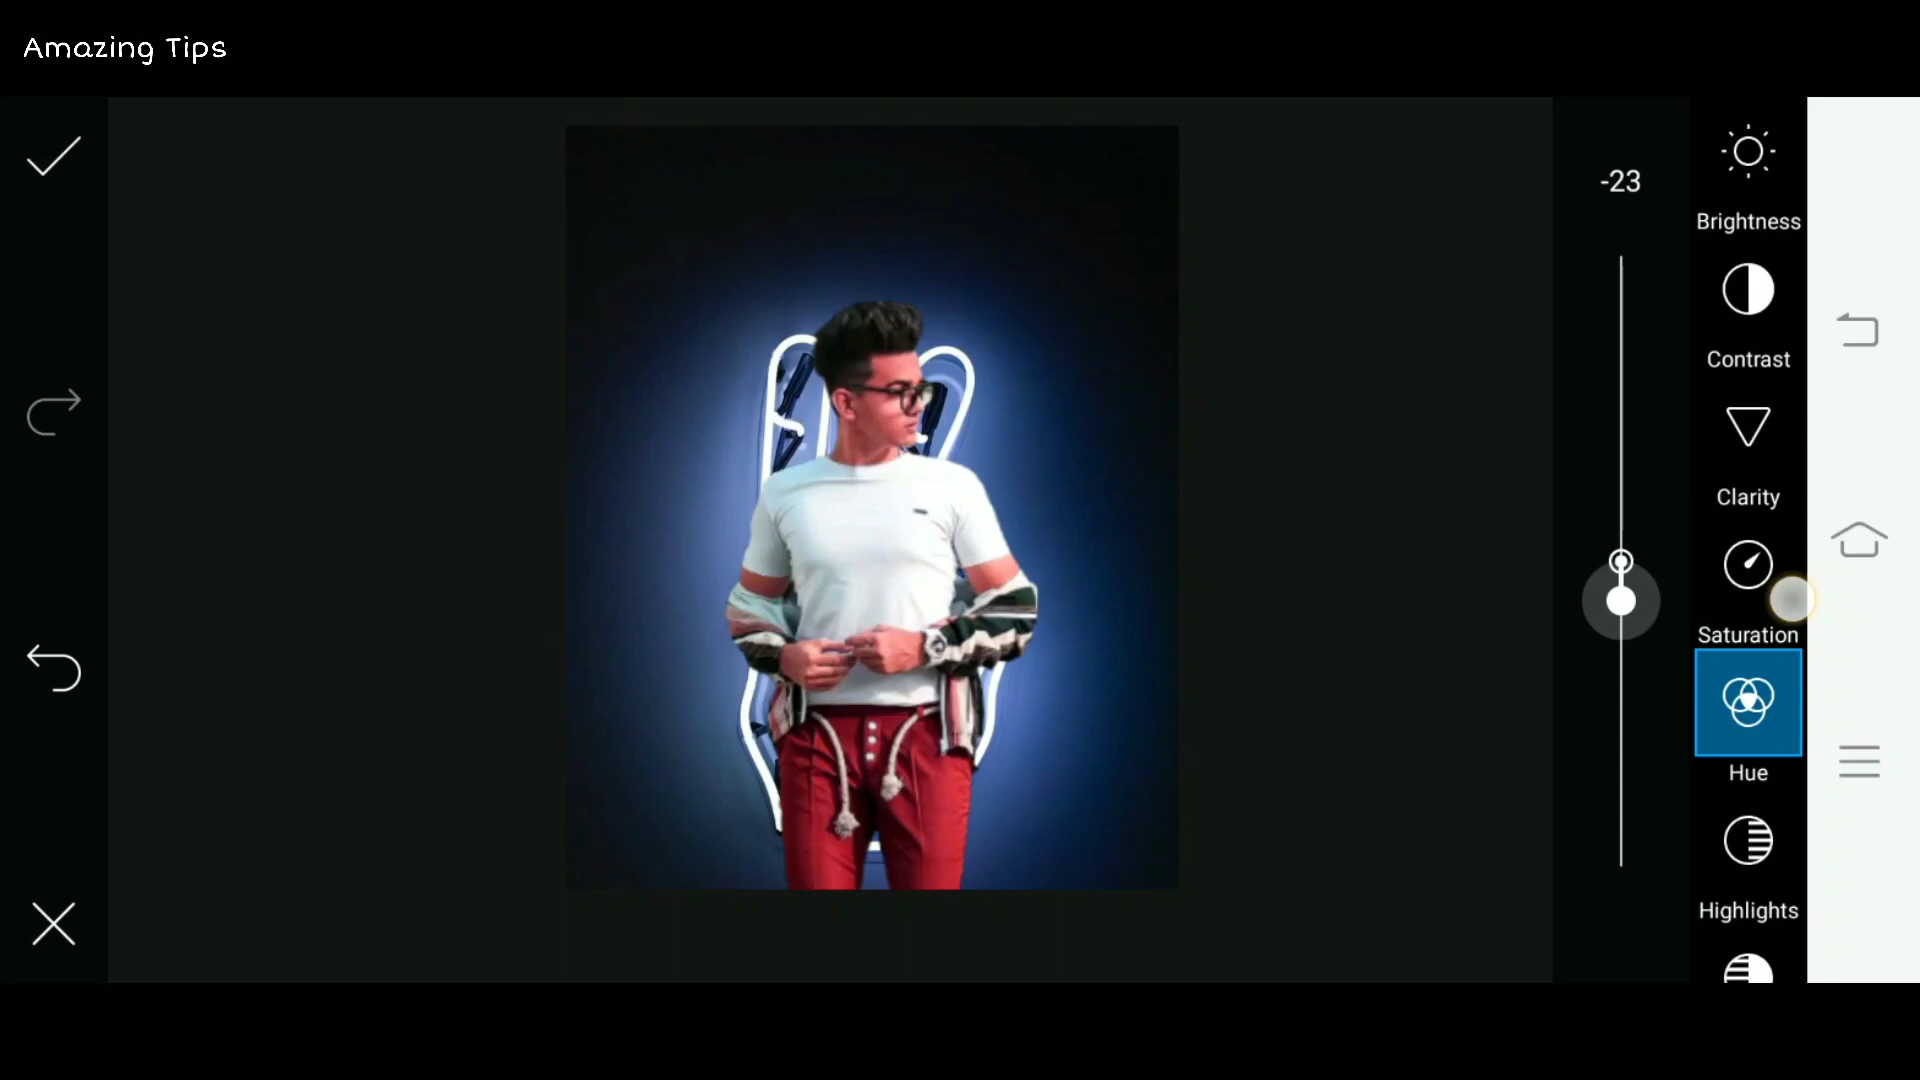 Amazing Tips
-23
Brightness
Contrast
Clarity
Saturation
Hue
Highlights